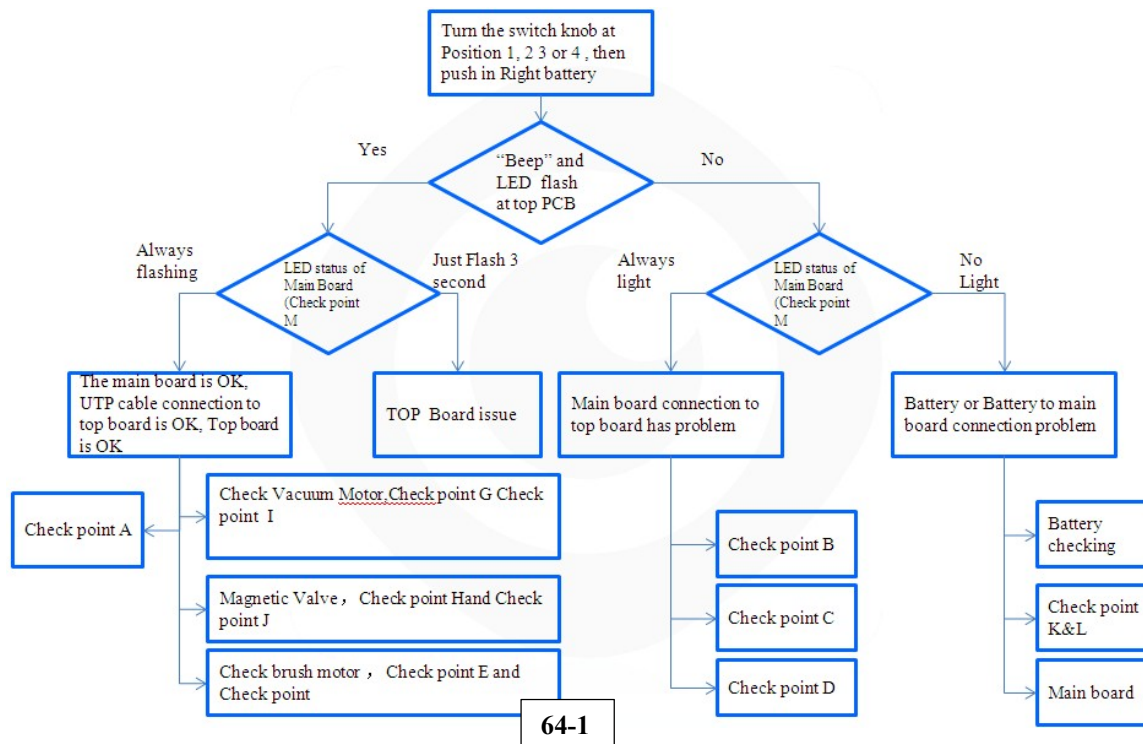 Turn the switch knob at
Position 1, 2 3 or 4 , then
push in Right battery
Yes
“Beep” and
LED flash
at top PCB
No
Always
flashing
LED status of
Main Board
(Check point
M
Just Flash 3
second
Always
light
LED status of
Main Board
(Check point
M
No
Light
The main board is OK,
UTP cable connection to
top board is OK, Top board
is OK
TOP Board issue
Main board connection to
top board has problem
Battery or Battery to main
board connection problem
Check point A
Check Vacuum Motor,Check point G Check
point I
Magnetic Valve， Check point Hand Check
point J
Check brush motor ， Check point E and
Check point
Check point B
Check point C
Check point D
Battery
checking
Check point
K&L
Main board
64-1